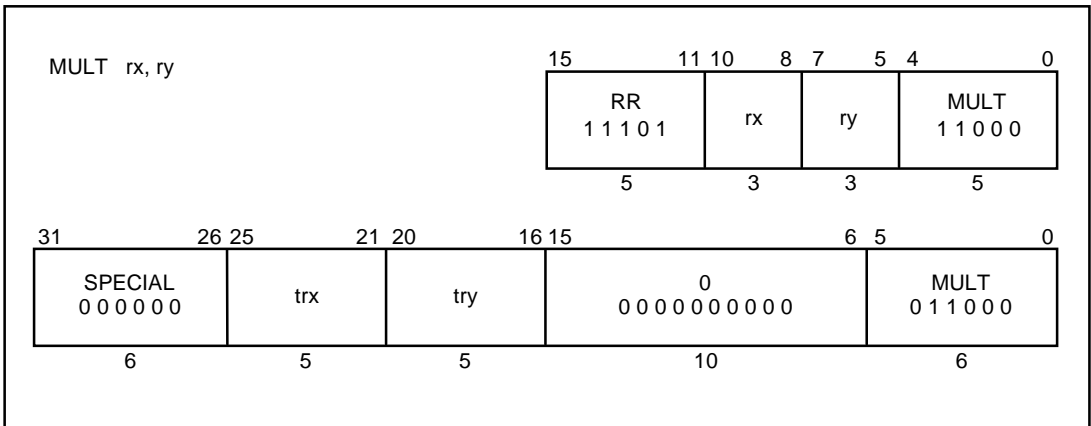 MULT rx, ry
15 11 10 8 7 5 4 0
RR rx ry MULT
1 1 1 0 1 1 1 0 0 0
5 3 3 5
31 26 25 21 20 16 15 6 5 0
SPECIAL trx try 0 MULT
0 0 0 0 0 0 0 0 0 0 0 0 0 0 0 0 0 1 1 0 0 0
6 5 5 10 6